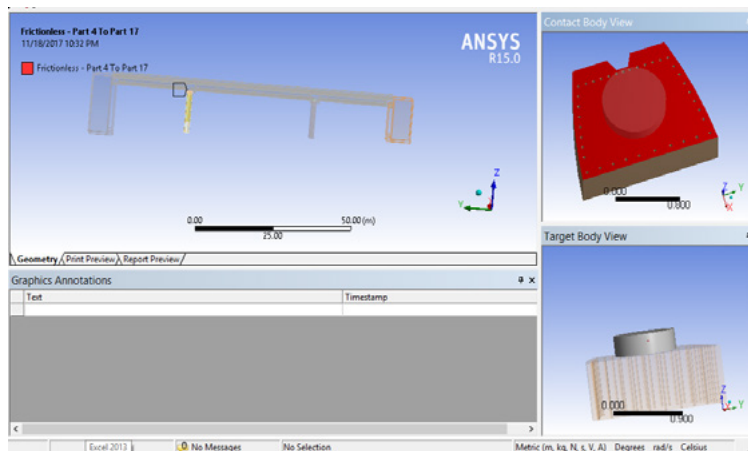 Frictionless - Part 4 To Part 17
11/18/2017 10:32 PM
Frictionless - Part 4 To Part 17
ANSYS
R15.0
Z
Y
0.00
50.00 (m)
25.00
Geometry
Print Preview
Report Preview
Graphics Annotations
Text
Timestamp
Contact Body View
0.000
0.800
Z
Y
X
Target Body View
0.000
0.900
Z
Y
Excel 2013
No Messages
No Selection
Metric (m, kg, N, s, V, A) Degrees rad/s Celsius